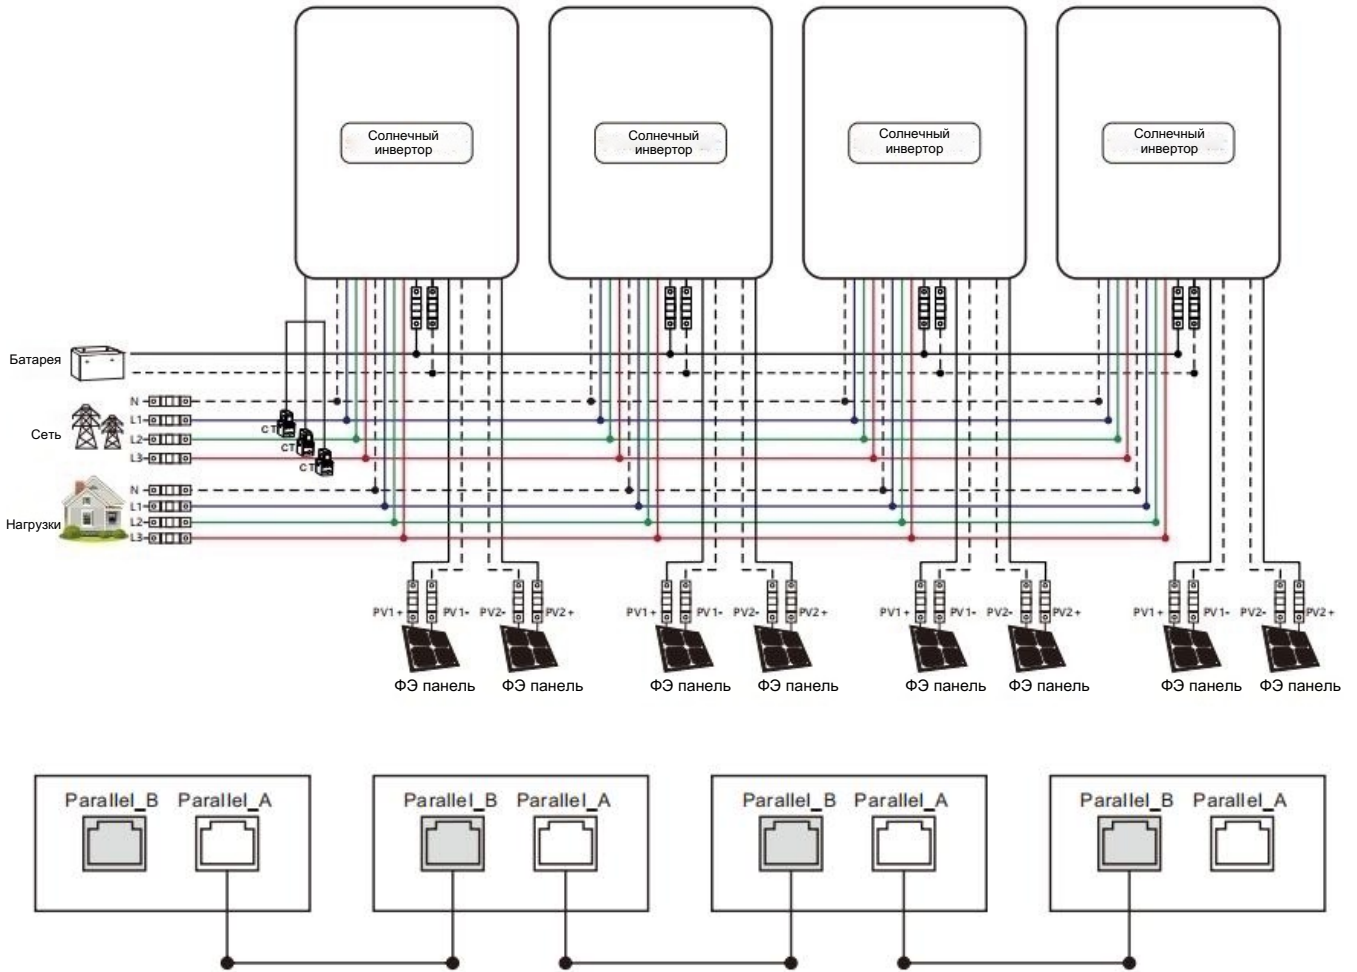 Солнечный
инвертор
Солнечный
инвертор
Солнечный
инвертор
Солнечный
инвертор
Батарея
N
L1
Сеть
L2
L3
CT
CT
CT
N
L1
Нагрузки
L2
L3
PV1+ PV1- PV2- PV2+
PV1+ PV1- PV2- PV2+
PV1+ PV1- PV2- PV2+
PV1+ PV1- PV2- PV2+
ФЭ панель ФЭ панель
ФЭ панель ФЭ панель
ФЭ панель ФЭ панель
ФЭ панель ФЭ панель
Parallel_B Parallel_A
Parallel_B Parallel_A
Parallel_B Parallel_A
Parallel_B Parallel_A